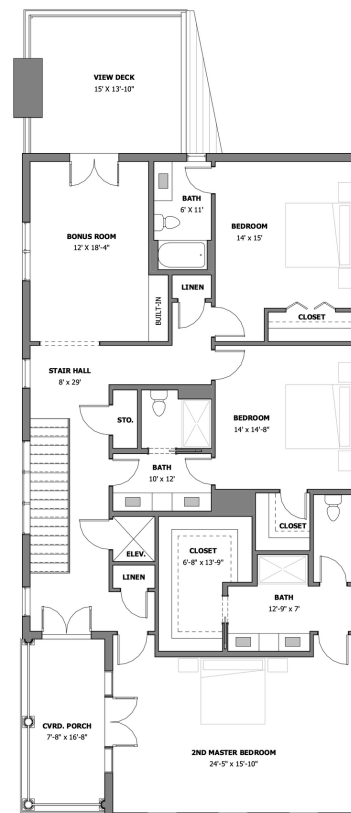 VIEW DECK
15' X 13'-10"
BATH
6' X 11'
BEDROOM
14' x 15'
BONUS ROOM
12' X 18'-4"
LINEN
BUILT-IN
CLOSET
STAIR HALL
8' x 29'
STO.
BEDROOM
14' x 14'-8"
BATH
10' x 12'
CLOSET
ELEV.
CLOSET
6'-8" x 13'-9"
LINEN
BATH
12'-9" x 7'
CVRD. PORCH
7'-8" x 16'-8"
2ND MASTER BEDROOM
24'-5" x 15'-10"